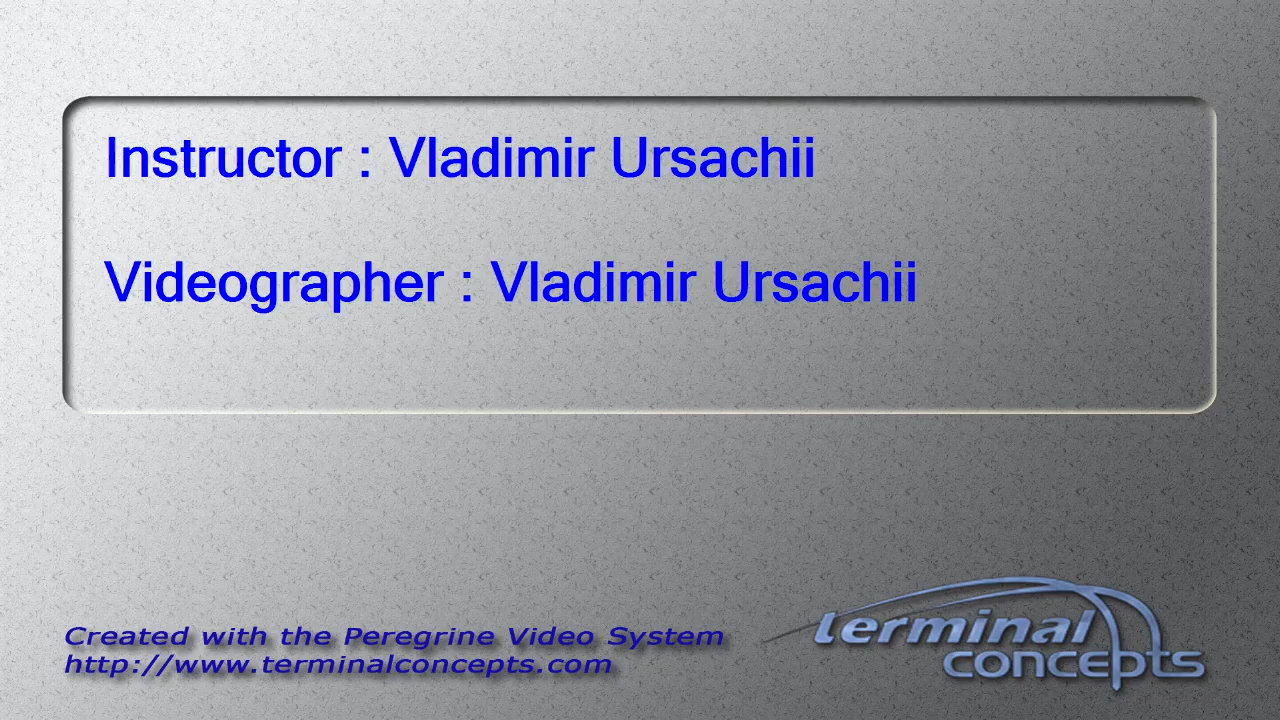 Instructor : Vladimir Ursachii
Videographer : Vladimir Ursachii
Created with the Peregrine Video System
http://www.terminalconcepts.com
terminal
concepts